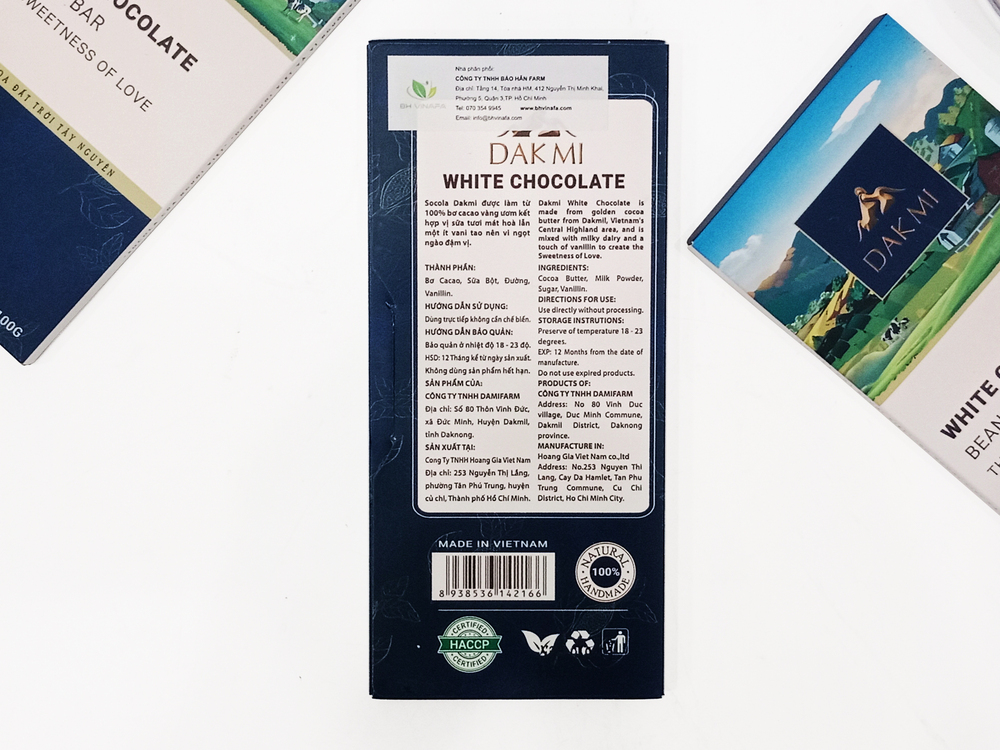 OCOLATE
BAR
WEETNESS OF LOVE
OA ĐẤT TRỜI TÂY NGUYÊN
100G
BH VINAFA
Nhà phân phối:
CÔNG TY TNHH BẢO HÂN FARM
Địa chỉ: Tầng 14, Tòa nhà HM, 412 Nguyễn Thị Minh Khai,
Phường 5, Quận 3,TP. Hồ Chí Minh
Tel: 070 354 9945 www.bhvinafa.com
Email: info@bhvinafa.com
DAK MI
WHITE CHOCOLATE
Socola Dakmi được làm từ
100% bơ cacao vàng ươm kết
hợp vị sữa tươi mát hoà lẫn
một ít vani tạo nên vị ngọt
ngào đậm vị.
THÀNH PHẦN:
Bơ Cacao, Sữa Bột, Đường,
Vanillin.
HƯỚNG DẪN SỬ DỤNG:
Dùng trực tiếp không cần chế biến.
HƯỚNG DẪN BẢO QUẢN:
Bảo quản ở nhiệt độ 18 - 23 độ.
HSD: 12 Tháng kể từ ngày sản xuất.
Không dùng sản phẩm hết hạn.
SẢN PHẨM CỦA:
CÔNG TY TNHH DAMIFARM
Địa chỉ: Số 80 Thôn Vinh Đức,
xã Đức Minh, Huyện Dakmil,
tỉnh Daknong.
SẢN XUẤT TẠI:
Cong Ty TNHH Hoang Gia Viet Nam
Địa chỉ: 253 Nguyễn Thị Lắng,
phường Tân Phú Trung, huyện
củ chi, Thành phố Hồ Chí Minh.
Dakmi White Chocolate is
made from golden cocoa
butter from Dakmil, Vietnam's
Central Highland area, and is
mixed with milky dairy and a
touch of vanillin to create the
Sweetness of Love.
INGREDIENTS:
Cocoa Butter, Milk Powder,
Sugar, Vanillin.
DIRECTIONS FOR USE:
Use directly without processing.
STORAGE INSTRUTIONS:
Preserve of temperature 18 - 23
degrees.
EXP: 12 Months from the date of
manufacture.
Do not use expired products.
PRODUCTS OF:
CÔNG TY TNHH DAMIFARM
Address: No 80 Vinh Duc
village, Duc Minh Commune,
Dakmil District, Daknong
province.
MANUFACTURE IN:
Hoang Gia Viet Nam co.,ltd
Address: No.253 Nguyen Thi
Lang, Cay Da Hamlet, Tan Phu
Trung Commune, Cu Chi
District, Ho Chi Minh City.
MADE IN VIETNAM
8 938536 142166
NATURAL
100%
HANDMADE
CERTIFIED
HACCP
CERTIFIED
DAK MI
WHITE C
BEAN